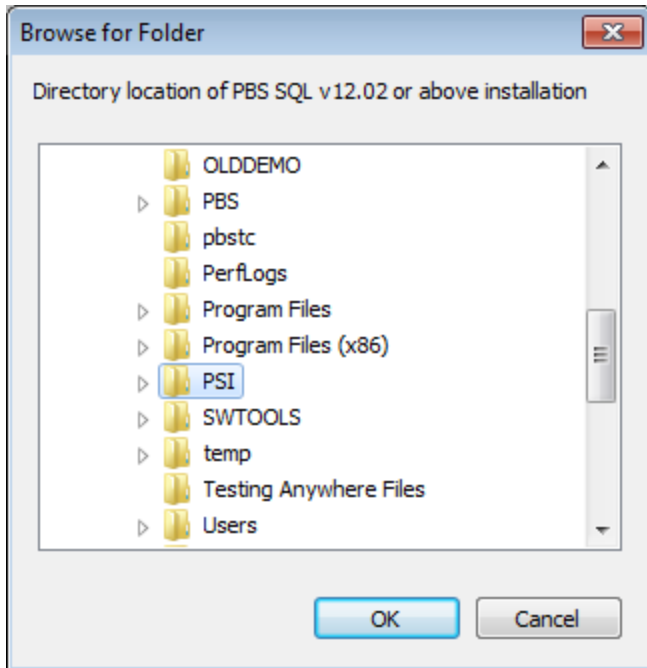 Browse for Folder
Directory location of PBS SQL v12.02 or above installation
OLDDEMO
PBS
pbstc
PerfLogs
Program Files
Program Files (x86)
PSI
SWTOOLS
temp
Testing Anywhere Files
Users
OK Cancel